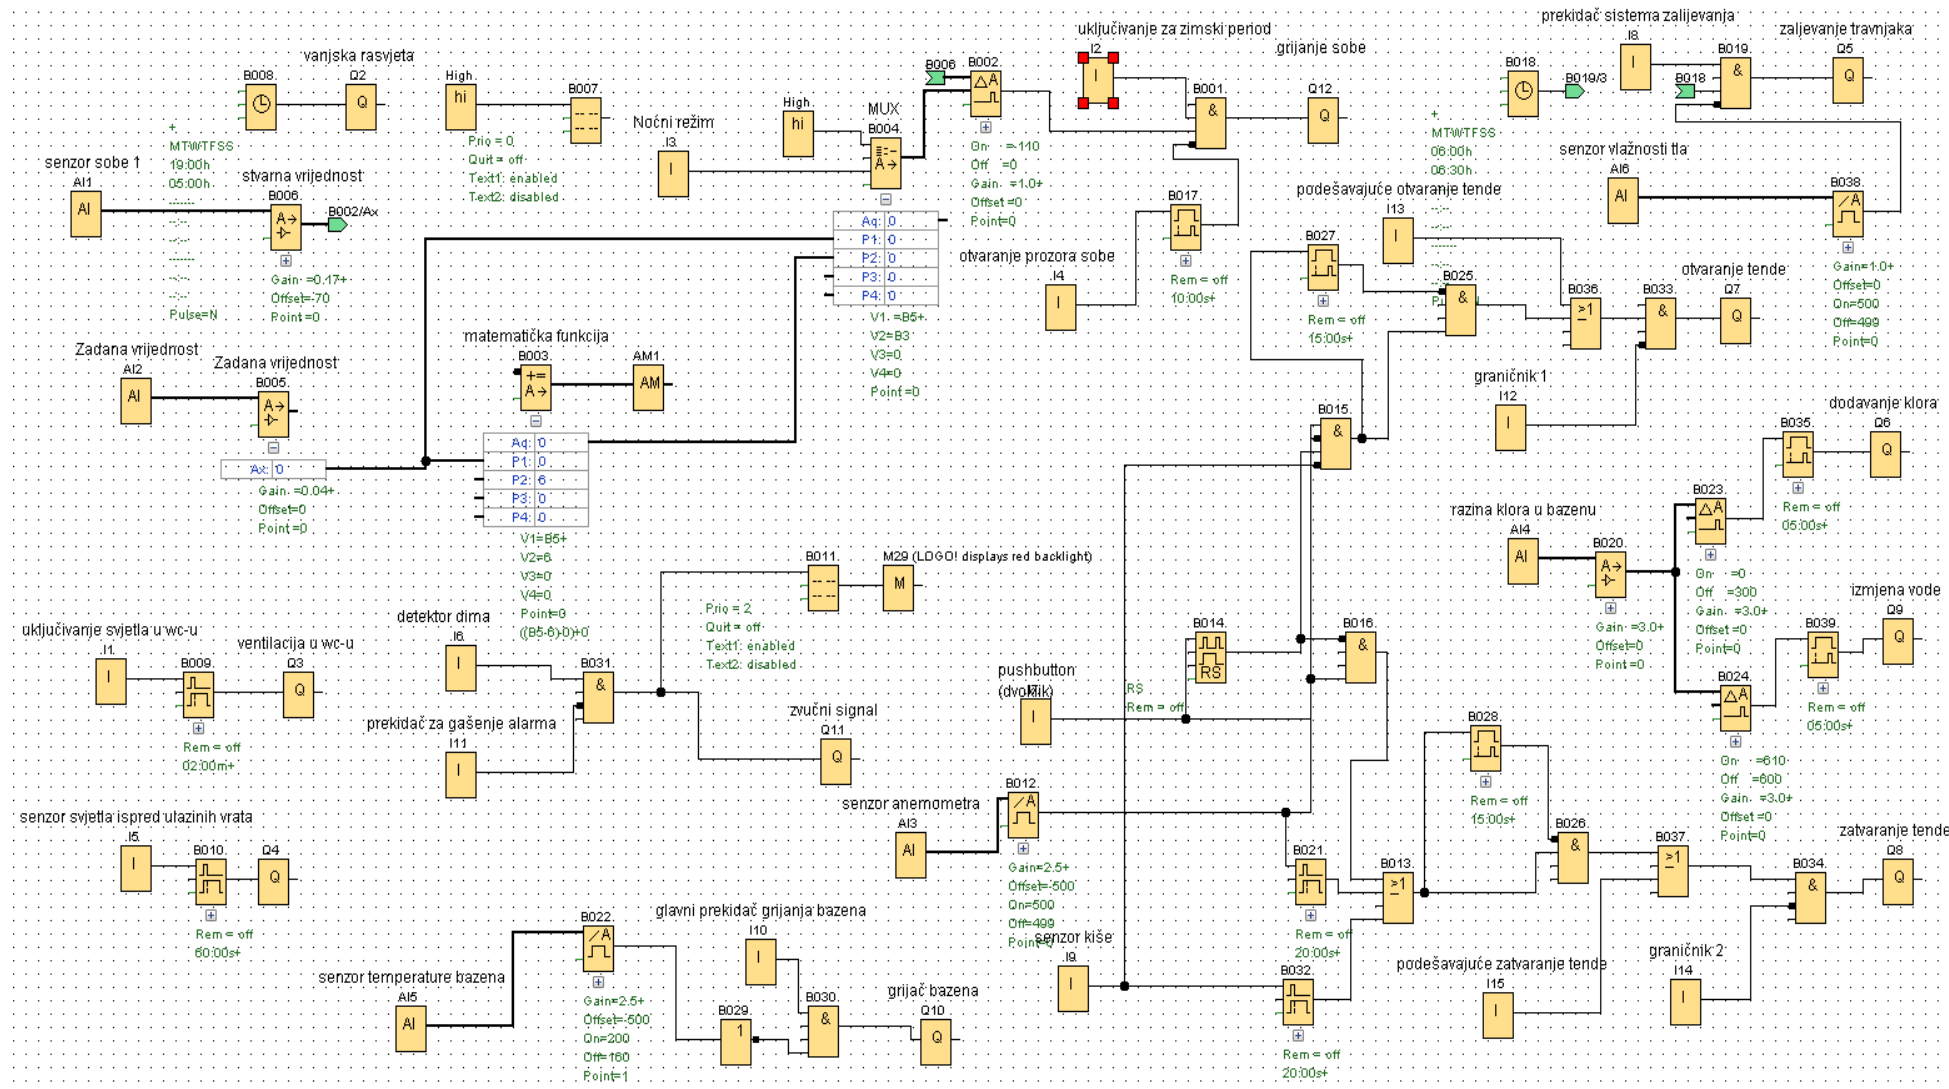 vanjska rasvjeta
B008
Q2
Q
+
MTWTFSS
19:00h
05:00h
------
--:--
--:--
------
--:--
--:--
Pulse=N
High
hi
B007
Prio = 0
Quit = off
Text1: enabled
Text2: disabled
Noćni režim
I3
I
High
hi
MUX
B004
A→
Aq: 0
P1: 0
P2: 0
P3: 0
P4: 0
V1 =B5+
V2=B3
V3=0
V4=0
Point =0
B006
B002
On =-110
Off =0
Gain =1.0+
Offset =0
Point=0
uključivanje za zimski period
I2
I
grijanje sobe
B001
&
Q12
Q
otvaranje prozora sobe
I4
I
B017
Rem = off
10:00s+
prekidač sistema zalijevanja
I8
I
zaljevanje travnjaka
B018
B019/3
B018
B019
&
Q5
Q
+
MTWTFSS
06:00h
06:30h
senzor vlažnosti tla
AI6
AI
B038
Gain=1.0+
Offset=0
On=500
Off=499
Point=0
senzor sobe 1
AI1
AI
stvarna vrijednost
B006
A→
B002/Ax
Gain =0.17+
Offset=-70
Point =0
Zadana vrijednost
AI2
AI
Zadana vrijednost
B005
A→
Ax: 0
Gain =0.04+
Offset=0
Point =0
matematička funkcija
B003
+=
A→
AM1
AM
Aq: 0
P1: 0
P2: 6
P3: 0
P4: 0
V1=B5+
V2=6
V3=0
V4=0
Point=0
((B5-6)-0)+0
podešavajuće otvaranje tende
I13
I
B027
Rem = off
15:00s+
B025
&
B036
≥1
otvaranje tende
B033
&
Q7
Q
graničnik 1
I12
I
B015
&
dodavanje klora
B035
Q6
Q
Rem = off
05:00s+
razina klora u bazenu
AI4
AI
B020
A→
Gain =3.0+
Offset=0
Point =0
B023
On =0
Off =300
Gain =3.0+
Offset =0
Point=0
izmjena vode
B039
Q9
Q
Rem = off
05:00s+
B024
On =610
Off =600
Gain =3.0+
Offset =0
Point=0
uključivanje svjetla u wc-u
I1
I
ventilacija u wc-u
B009
Q3
Q
Rem = off
02:00m+
detektor dima
I6
I
B031
&
prekidač za gašenje alarma
I11
I
B011
M29 (LOGO! displays red backlight)
M
Prio = 2
Quit = off
Text1: enabled
Text2: disabled
zvučni signal
Q11
Q
pushbutton
(dvoklik)
I
B014
RS
RS
Rem = off
B016
&
senzor svjetla ispred ulazinih vrata
I5
I
B010
Q4
Q
Rem = off
60:00s+
senzor anemometra
AI3
AI
B012
Gain=2.5+
Offset=-500
On=500
Off=499
Point=0
senzor kiše
I9
I
B021
Rem = off
20:00s+
B032
Rem = off
20:00s+
B013
≥1
B028
Rem = off
15:00s+
B026
&
B037
≥1
zatvaranje tende
B034
&
Q8
Q
podešavajuće zatvaranje tende
I15
I
graničnik 2
I14
I
senzor temperature bazena
AI5
AI
B022
Gain=2.5+
Offset=-500
On=200
Off=160
Point=1
glavni prekidač grijanja bazena
I10
I
B029
1
B030
&
grijač bazena
Q10
Q